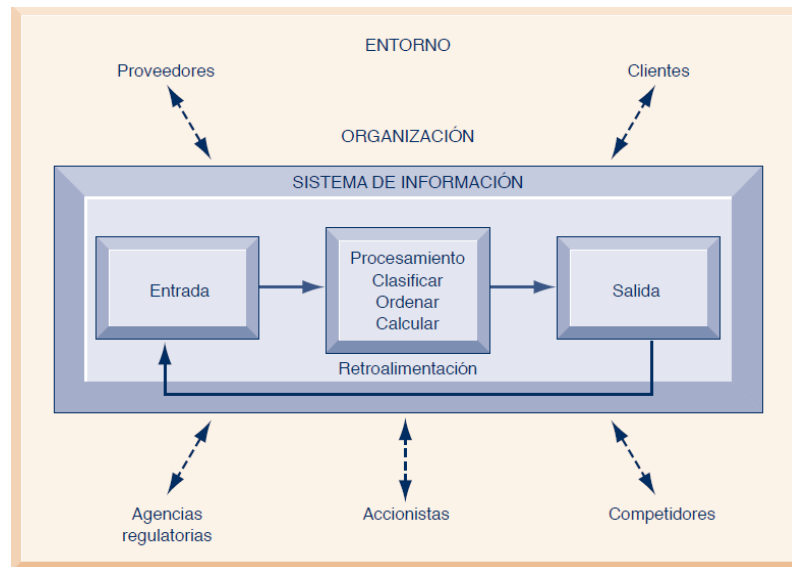 ENTORNO
Proveedores
Clientes
ORGANIZACIÓN
SISTEMA DE INFORMACIÓN
Entrada
Procesamiento
Clasificar
Ordenar
Calcular
Salida
Retroalimentación
Agencias
regulatorias
Accionistas
Competidores